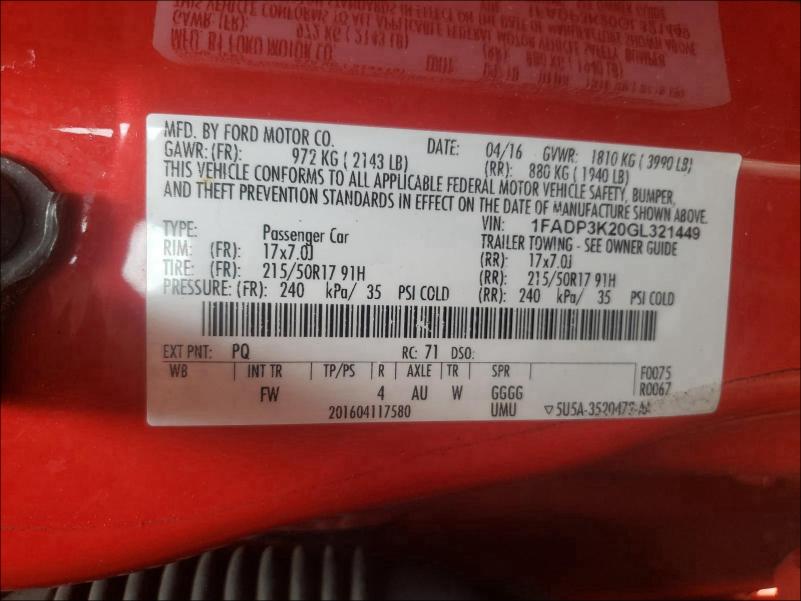 MFD. BY FORD MOTOR CO.
DATE: 04/16 GVWR: 1810 KG ( 3990 LB)
GAWR: (FR): 972 KG ( 2143 LB) (RR): 880 KG ( 1940 LB)
THIS VEHICLE CONFORMS TO ALL APPLICABLE FEDERAL MOTOR VEHICLE SAFETY, BUMPER,
AND THEFT PREVENTION STANDARDS IN EFFECT ON THE DATE OF MANUFACTURE SHOWN ABOVE.
VIN: 1FADP3K20GL321449
TYPE: Passenger Car TRAILER TOWING - SEE OWNER GUIDE
RIM: (FR): 17x7.0J (RR): 17x7.0J
TIRE: (FR): 215/50R17 91H (RR): 215/50R17 91H
PRESSURE: (FR): 240 kPa/ 35 PSI COLD (RR): 240 kPa/ 35 PSI COLD
EXT PNT: PQ RC: 71 DSO:
WB INT TR TP/PS R AXLE TR SPR F0075
FW 4 AU W GGGG R0067
201604117580 UMU ▽5U5A-3520472-AA